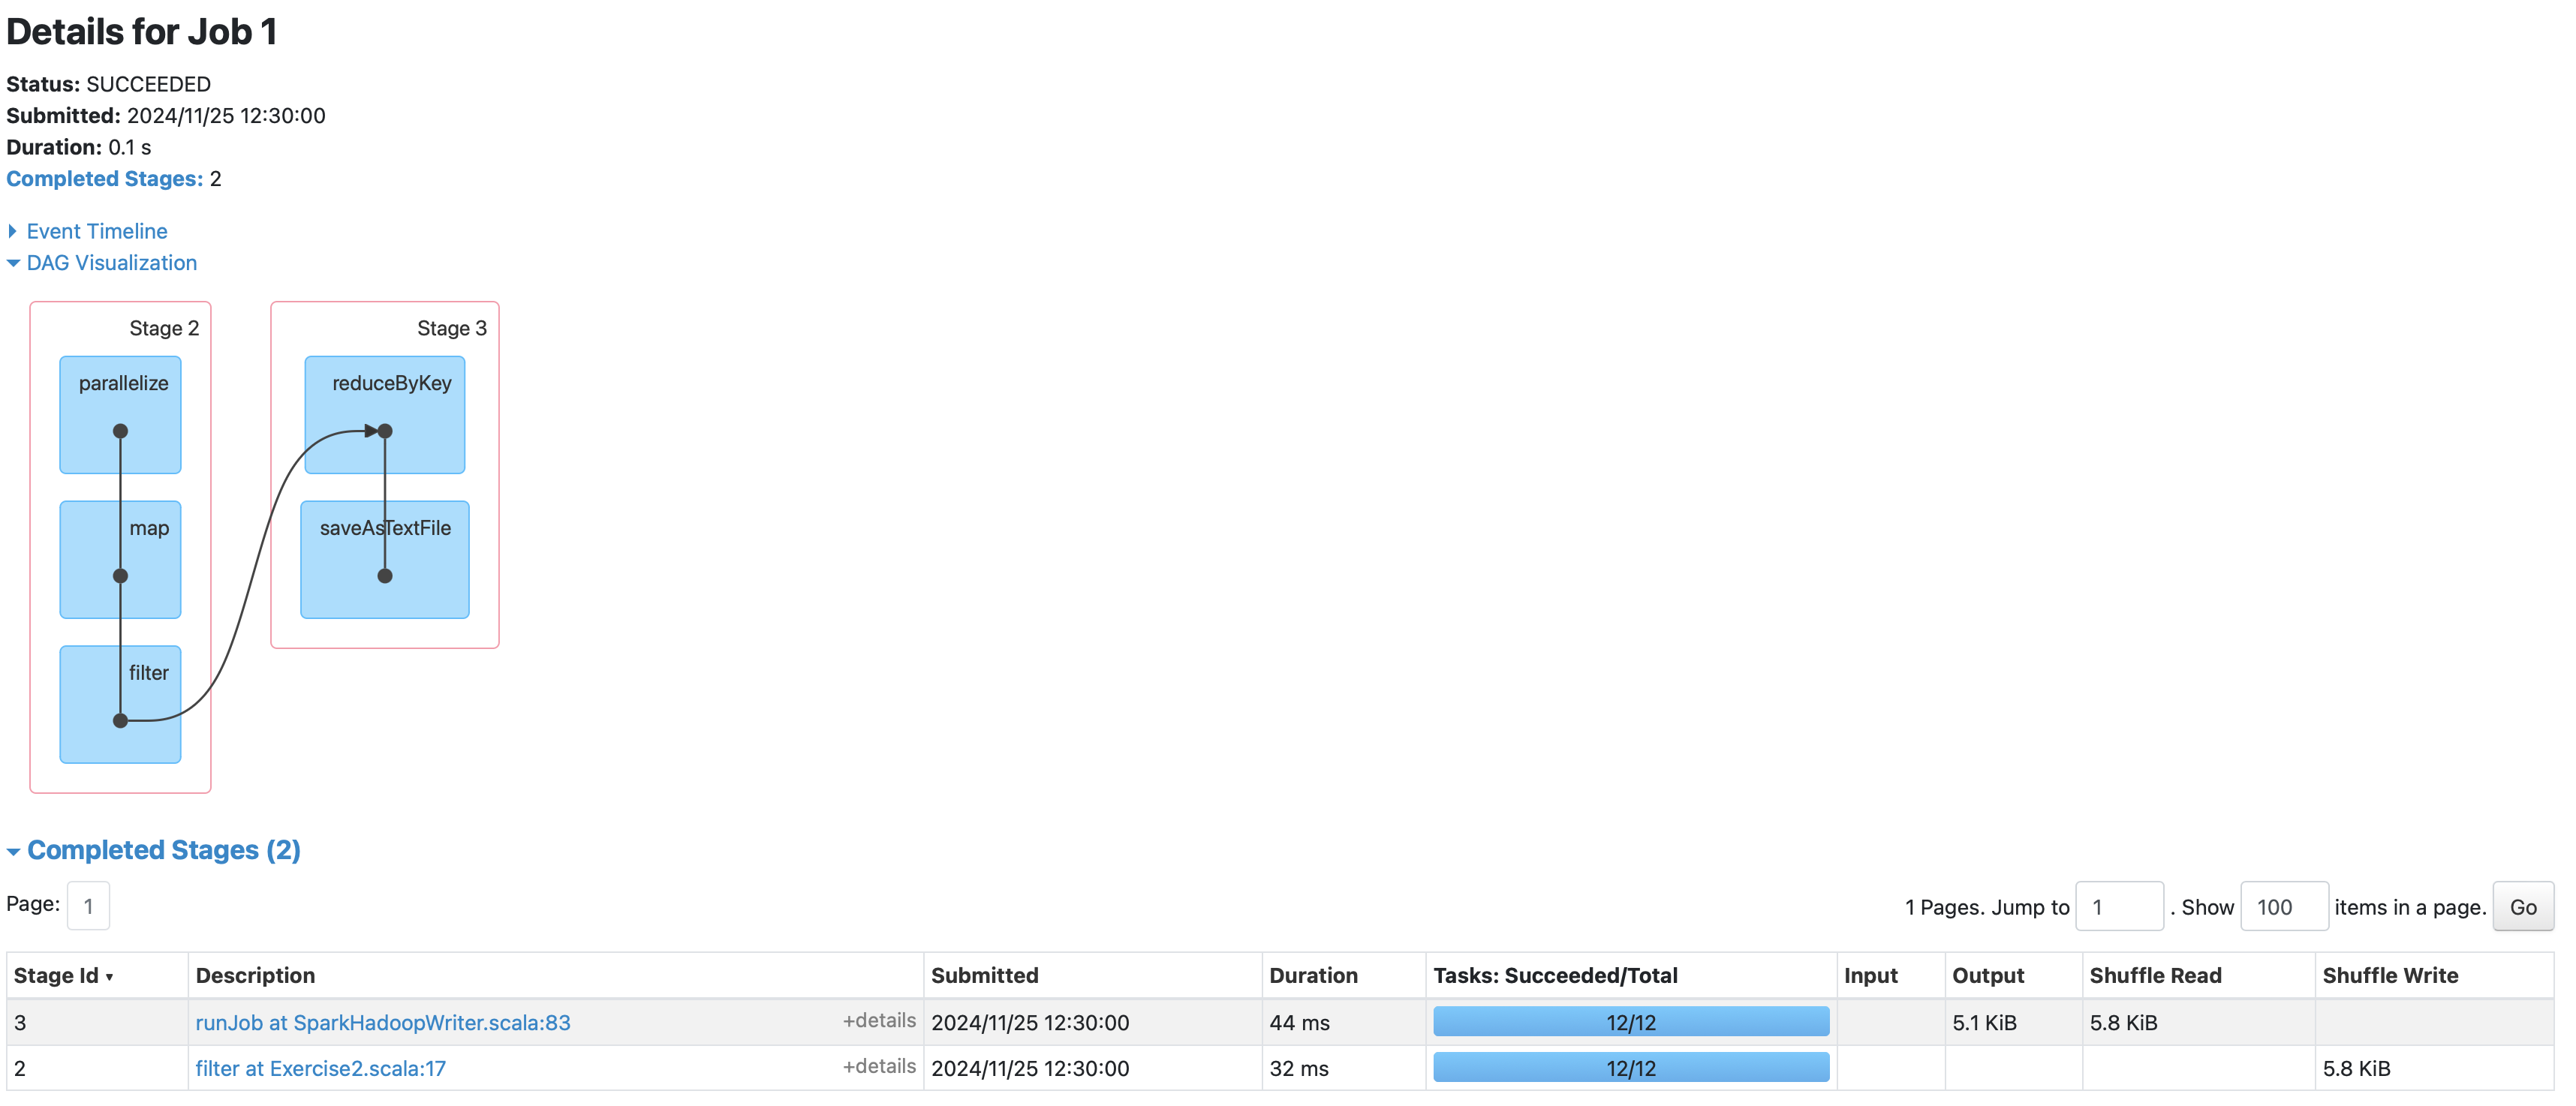 Details for Job 1
Status: SUCCEEDED
Submitted: 2024/11/25 12:30:00
Duration: 0.1 s
Completed Stages: 2
Event Timeline
DAG Visualization
Stage 2
parallelize
map
filter
Stage 3
reduceByKey
saveAsTextFile
Completed Stages (2)
Page: 1
1 Pages. Jump to 1 . Show 100 items in a page. Go
Stage Id ▾ Description Submitted Duration Tasks: Succeeded/Total Input Output Shuffle Read Shuffle Write
3 runJob at SparkHadoopWriter.scala:83 +details 2024/11/25 12:30:00 44 ms 12/12 5.1 KiB 5.8 KiB
2 filter at Exercise2.scala:17 +details 2024/11/25 12:30:00 32 ms 12/12 5.8 KiB